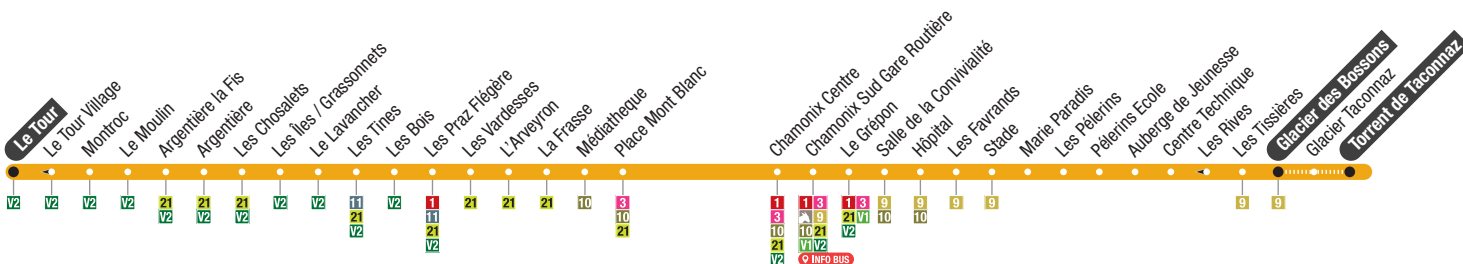 Le Tour
Le Tour Village
Montroc
Le Moulin
Argentière la Fis
Argentière
Les Chosalets
Les Îles / Grassonnets
Le Lavancher
Les Tines
Les Bois
Les Praz Flégère
Les Vardesses
L'Arveyron
La Frasse
Médiatheque
Place Mont Blanc
Chamonix Centre
Chamonix Sud Gare Routière
Le Grépon
Salle de la Convivialité
Hôpital
Les Favrands
Stade
Marie Paradis
Les Pélerins
Pélerins Ecole
Auberge de Jeunesse
Centre Technique
Les Rives
Les Tissières
Glacier des Bossons
Glacier Taconnaz
Torrent de Taconnaz
V2 V2 V2 V2 21 21 21 V2 V2 11 V2 1 21 21 21 10 3 1 1 3 1 3 9 9 9 9 9 9
V2 V2 V2 21 11 10 3 9 21 V1 10 10
V2 21 21 10 10 21 V2
V2 21 V1 V2
V2 INFO BUS